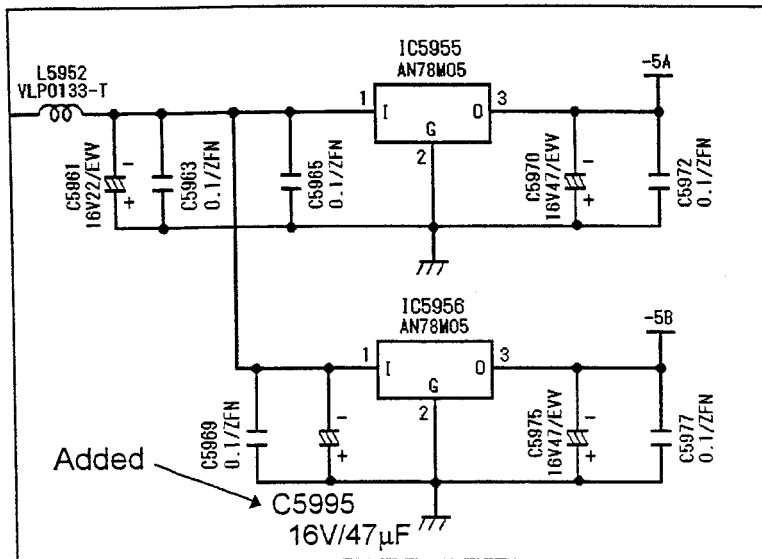 IC5955
AN78M05
-5A
L5952
VLP0133-T
1
I
G
O
3
2
-
+
C5961
16V22/EVV
C5963
0.1/ZFN
C5965
0.1/ZFN
-
+
C5970
16V47/EVV
C5972
0.1/ZFN
IC5956
AN78M05
-5B
1
I
G
O
3
2
C5969
0.1/ZFN
-
+
-
+
C5975
16V47/EVV
C5977
0.1/ZFN
Added
C5995
16V/47μF